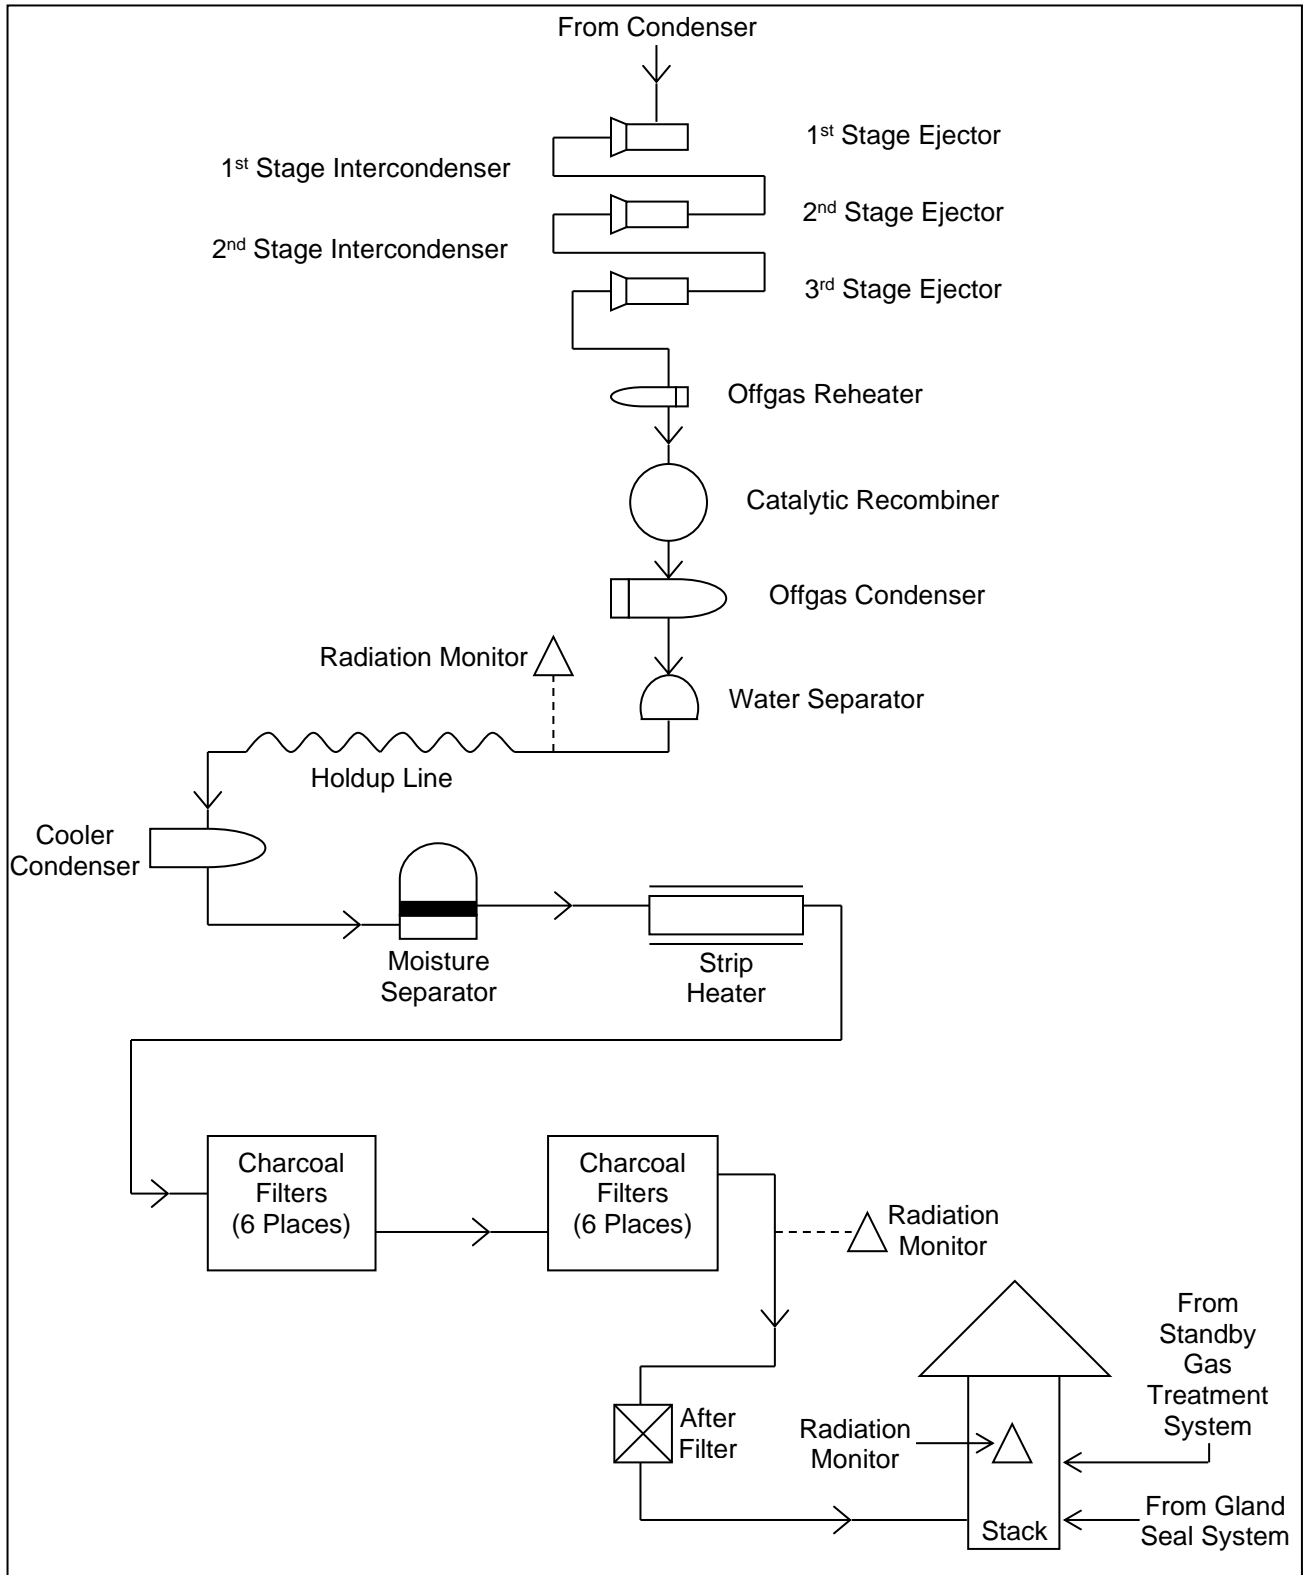 From Condenser
1st Stage Ejector
1st Stage Intercondenser
2nd Stage Ejector
2nd Stage Intercondenser
3rd Stage Ejector
Offgas Reheater
Catalytic Recombiner
Offgas Condenser
Radiation Monitor
Water Separator
Holdup Line
Cooler
Condenser
Moisture
Separator
Strip
Heater
Charcoal
Filters
(6 Places)
Charcoal
Filters
(6 Places)
Radiation
Monitor
From
Standby
Gas
Treatment
System
After
Filter
Radiation
Monitor
From Gland
Seal System
Stack